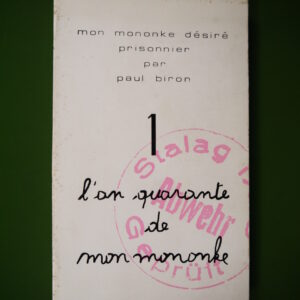 mon mononke désiré
prisonnier
par
paul biron
1
Stalag
Abwehr
Geprüft
l'an quarante
de
mon mononke